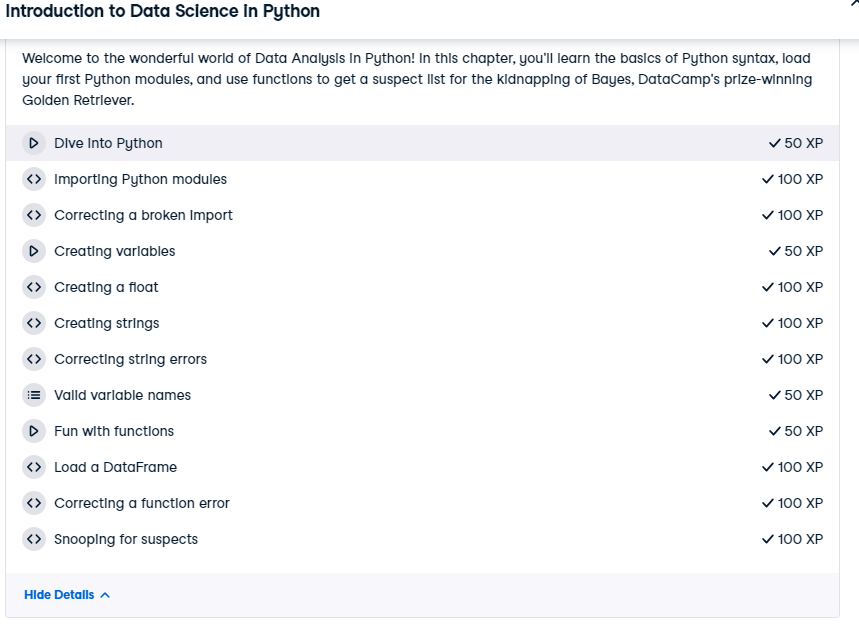 Introduction to Data Science in Python
Welcome to the wonderful world of Data Analysis in Python! In this chapter, you'll learn the basics of Python syntax, load
your first Python modules, and use functions to get a suspect list for the kidnapping of Bayes, DataCamp's prize-winning
Golden Retriever.
Dive into Python 50 XP
Importing Python modules 100 XP
Correcting a broken import 100 XP
Creating variables 50 XP
Creating a float 100 XP
Creating strings 100 XP
Correcting string errors 100 XP
Valid variable names 50 XP
Fun with functions 50 XP
Load a DataFrame 100 XP
Correcting a function error 100 XP
Snooping for suspects 100 XP
Hide Details